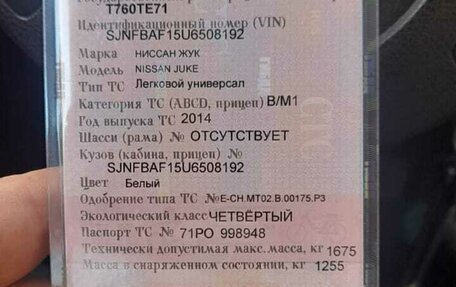 Т760ТЕ71
Идентификационный номер (VIN)
SJNFBAF15U6508192
Марка НИССАН ЖУК
Модель NISSAN JUKE
Тип ТС Легковой универсал
Категория ТС (ABCD, прицеп) B/M1
Год выпуска ТС 2014
Шасси (рама) № ОТСУТСТВУЕТ
Кузов (кабина, прицеп) №
SJNFBAF15U6508192
Цвет Белый
Одобрение типа ТС №E-CH.MT02.B.00175.P3
Экологический класс ЧЕТВЁРТЫЙ
Паспорт ТС № 71РО 998948
Технически допустимая макс. масса, кг 1675
Масса в снаряженном состоянии, кг 1255